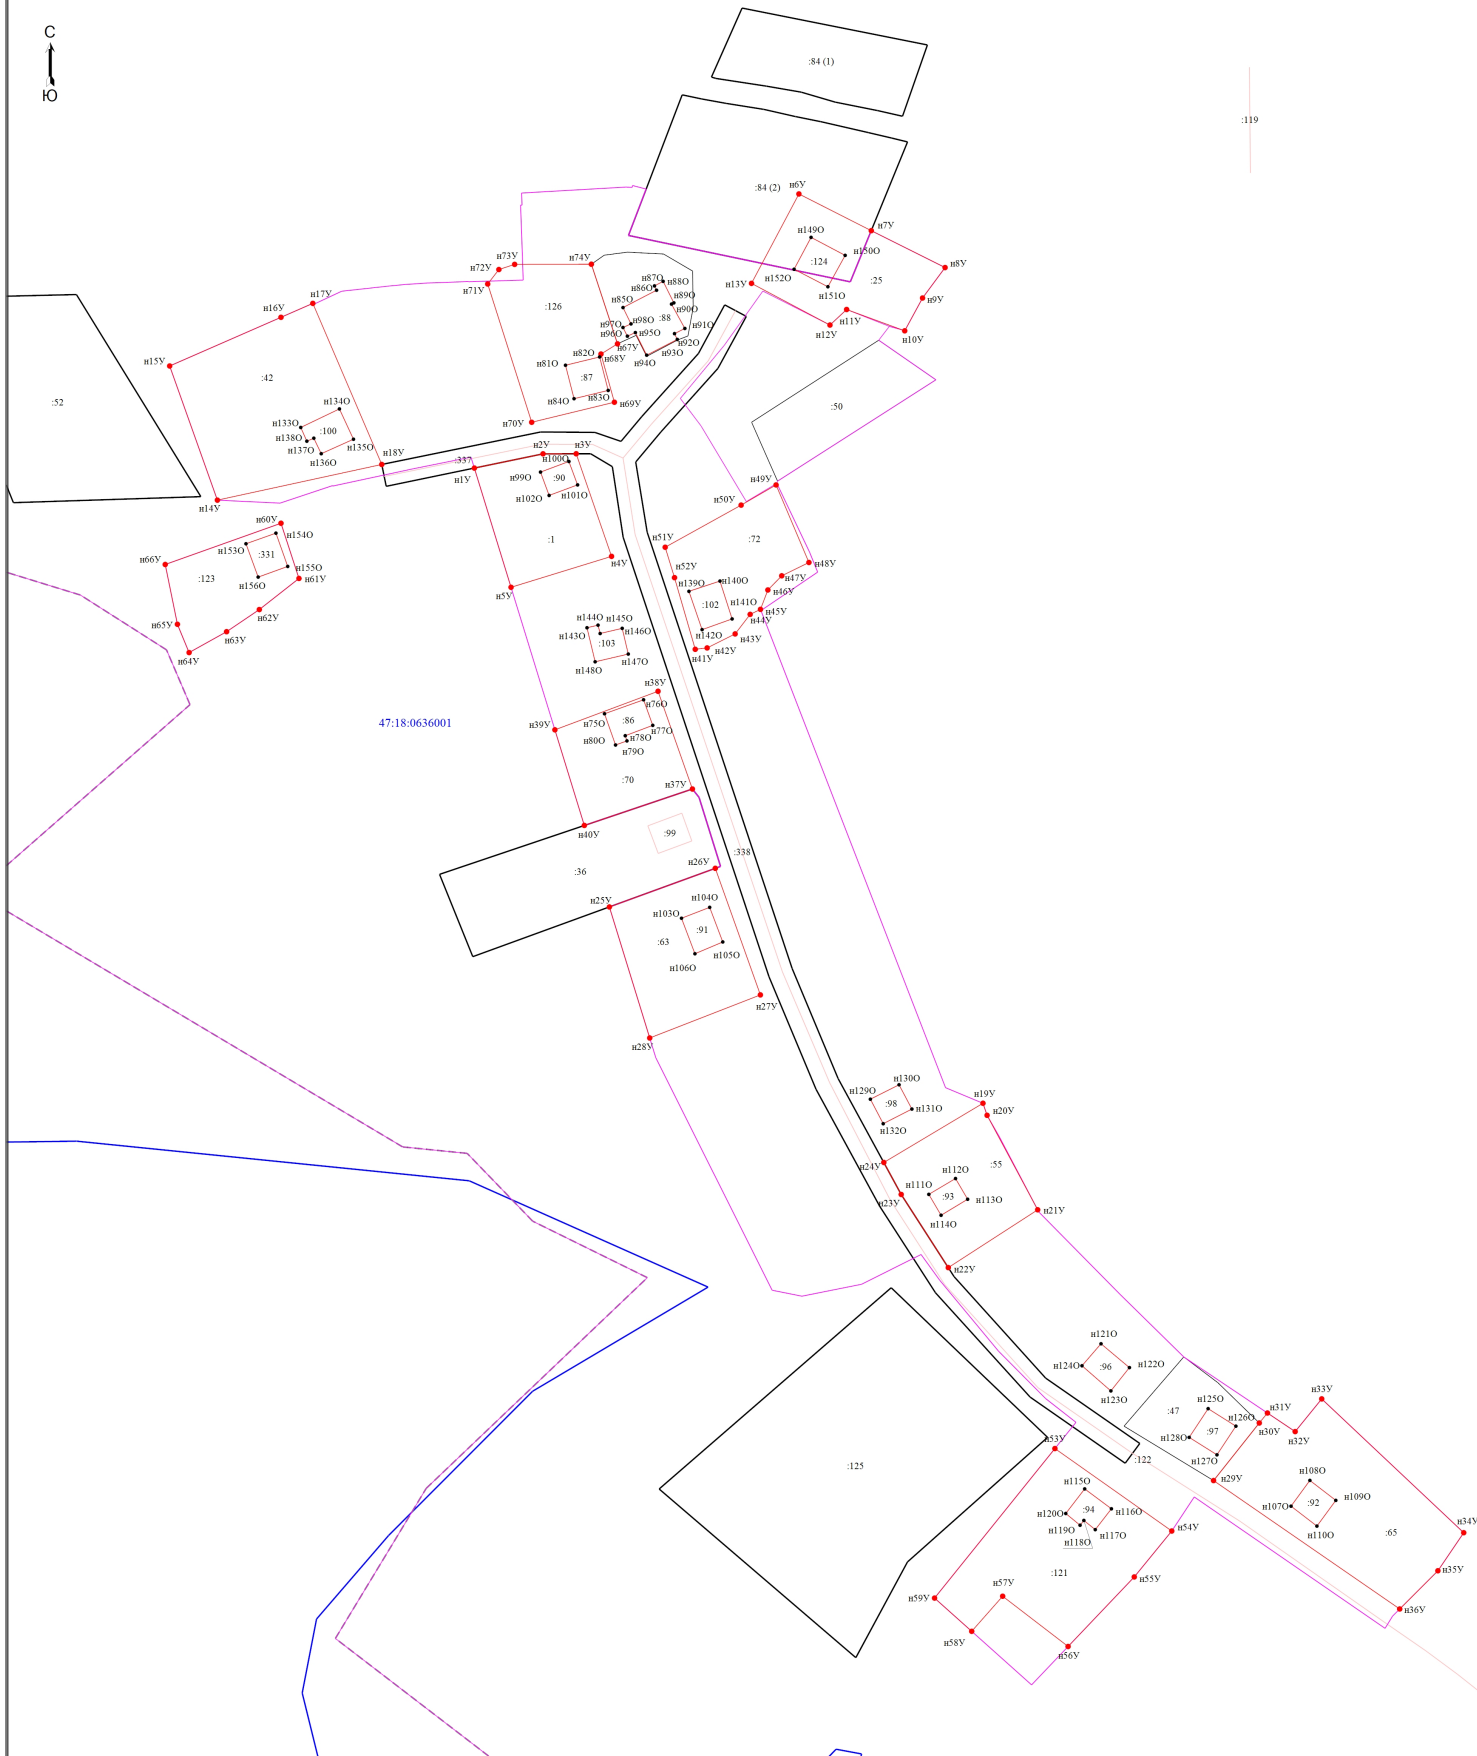 С
Ю
:84 (1)
:119
:84 (2)
н6У
н7У
н149О
н150О
:124
н152О
н151О
н8У
:25
н9У
н13У
н11У
н12У
н10У
н73У
н74У
н72У
н71У
н87О
н88О
н86О
н89О
н85О
н90О
:126
:88
н98О
н97О
н91О
н95О
н96О
н92О
н67У
н93О
н94О
н82О
н68У
н81О
:87
н84О
н83О
н69У
н70У
н17У
н16У
н15У
:42
:52
н134О
н133О
:100
н138О
н135О
н137О
н136О
н18У
:50
:337
н2У
н3У
н1У
н100О
н99О
:90
н101О
н102О
н14У
н49У
н50У
н60У
н154О
н153О
:331
н155О
н156О
н66У
:123
н61У
н62У
н65У
н63У
н64У
:1
н4У
н5У
н51У
:72
н52У
н48У
н47У
н139О
н140О
н46У
:102
н141О
н45У
н142О
н44У
н43У
н42У
н41У
н144О
н145О
н143О
н146О
:103
н148О
н147О
н38У
н76О
н39У
н75О
:86
н77О
н80О
н78О
н79О
:70
47:18:0636001
н37У
н40У
:99
:338
:36
н26У
н25У
н104О
н103О
:91
:63
н105О
н106О
н27У
н28У
н130О
н129О
:98
н131О
н132О
н19У
н20У
н24У
:55
н112О
н111О
:93
н113О
н23У
н114О
н21У
н22У
н121О
н124О
:96
н122О
н123О
н33У
:47
н125О
н31У
н126О
н30У
н32У
н128О
:97
н127О
н53У
:122
:125
н29У
н115О
н108О
:94
н116О
н107О
:92
н109О
н120О
н119О
н117О
н110О
н118О
н54У
:65
н34У
:121
н55У
н35У
н57У
н59У
н36У
н58У
н56У